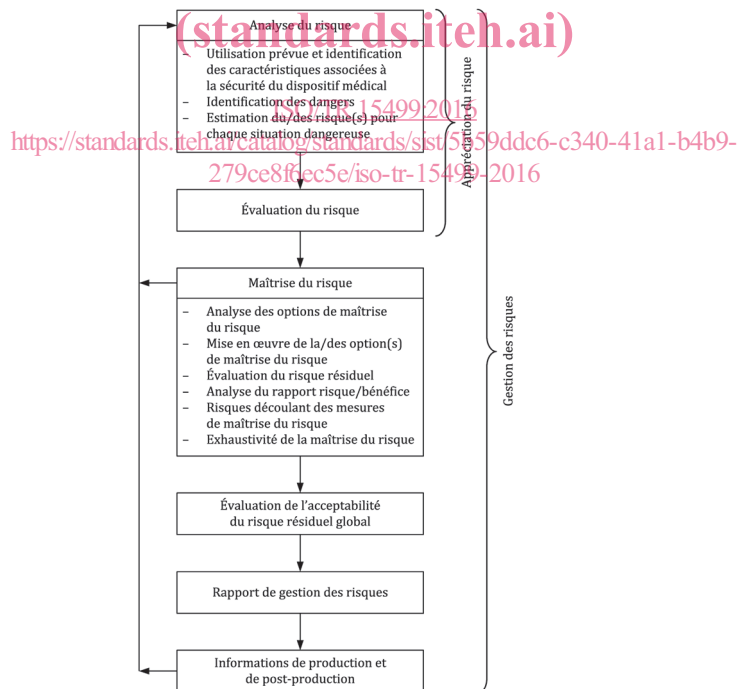 (standards.iteh.ai)
Analyse du risque
– Utilisation prévue et identification
des caractéristiques associées à
la sécurité du dispositif médical
– Identification des dangers
– Estimation du/des risque(s) pour
chaque situation dangereuse
ISO/TR 15499:2016
https://standards.iteh.ai/catalog/standards/sist/5859ddc6-c340-41a1-b4b9-
279ce8f6ec5e/iso-tr-15499-2016
Appréciation du risque
Évaluation du risque
Maîtrise du risque
– Analyse des options de maîtrise
du risque
– Mise en œuvre de la/des option(s)
de maîtrise du risque
– Évaluation du risque résiduel
– Analyse du rapport risque/bénéfice
– Risques découlant des mesures
de maîtrise du risque
– Exhaustivité de la maîtrise du risque
Gestion des risques
Évaluation de l’acceptabilité
du risque résiduel global
Rapport de gestion des risques
Informations de production et
de post-production